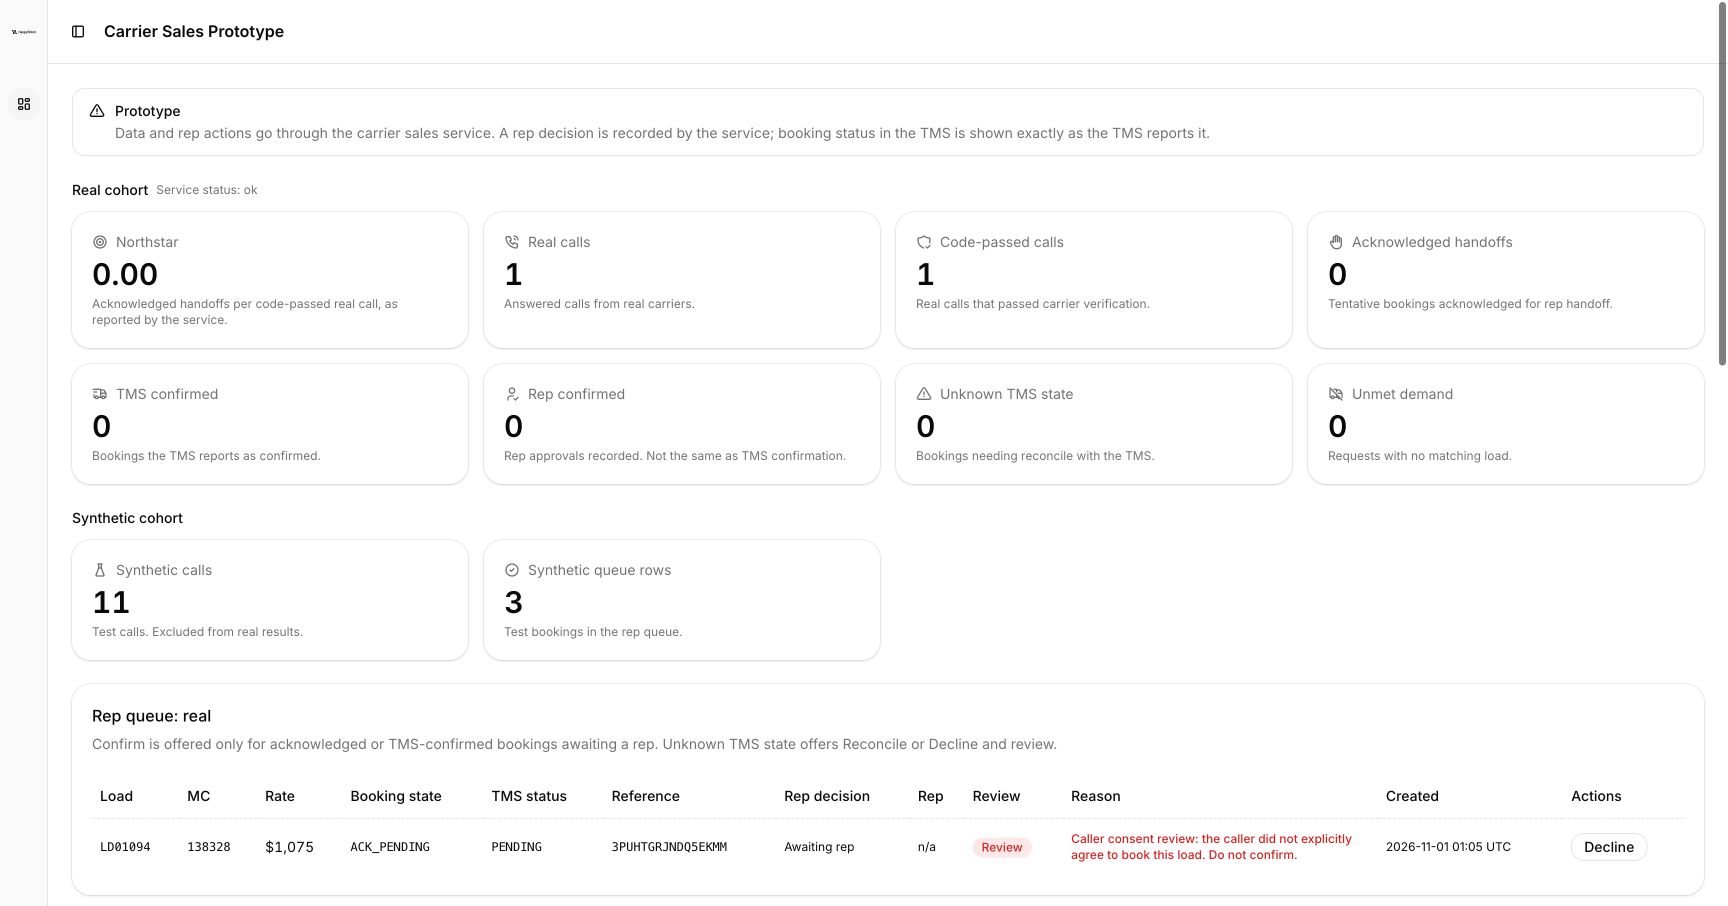 HappyRobot
Carrier Sales Prototype
Prototype
Data and rep actions go through the carrier sales service. A rep decision is recorded by the service; booking status in the TMS is shown exactly as the TMS reports it.
Real cohort Service status: ok
Northstar
0.00
Acknowledged handoffs per code-passed real call, as
reported by the service.
Real calls
1
Answered calls from real carriers.
Code-passed calls
1
Real calls that passed carrier verification.
Acknowledged handoffs
0
Tentative bookings acknowledged for rep handoff.
TMS confirmed
0
Bookings the TMS reports as confirmed.
Rep confirmed
0
Rep approvals recorded. Not the same as TMS confirmation.
Unknown TMS state
0
Bookings needing reconcile with the TMS.
Unmet demand
0
Requests with no matching load.
Synthetic cohort
Synthetic calls
11
Test calls. Excluded from real results.
Synthetic queue rows
3
Test bookings in the rep queue.
Rep queue: real
Confirm is offered only for acknowledged or TMS-confirmed bookings awaiting a rep. Unknown TMS state offers Reconcile or Decline and review.
Load MC Rate Booking state TMS status Reference Rep decision Rep Review Reason Created Actions
LD01094 138328 $1,075 ACK_PENDING PENDING 3PUHTGRJNDQ5EKMM Awaiting rep n/a Review Caller consent review: the caller did not explicitly
agree to book this load. Do not confirm. 2026-11-01 01:05 UTC Decline